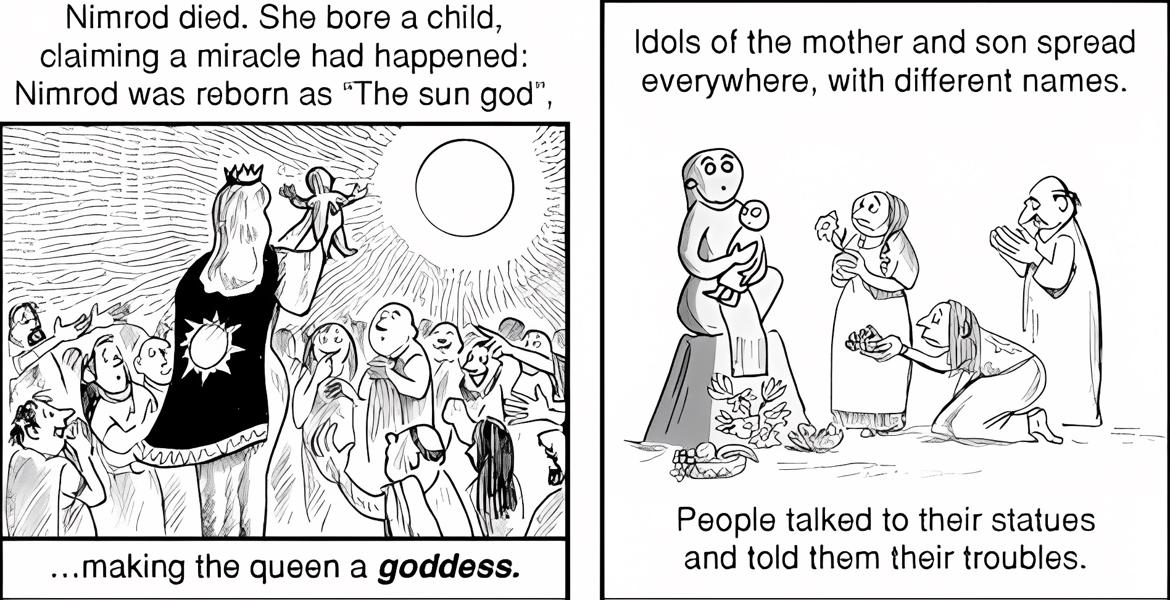 Nimrod died. She bore a child,
claiming a miracle had happened:
Nimrod was reborn as "The sun god",
...making the queen a goddess.
Idols of the mother and son spread
everywhere, with different names.
People talked to their statues
and told them their troubles.